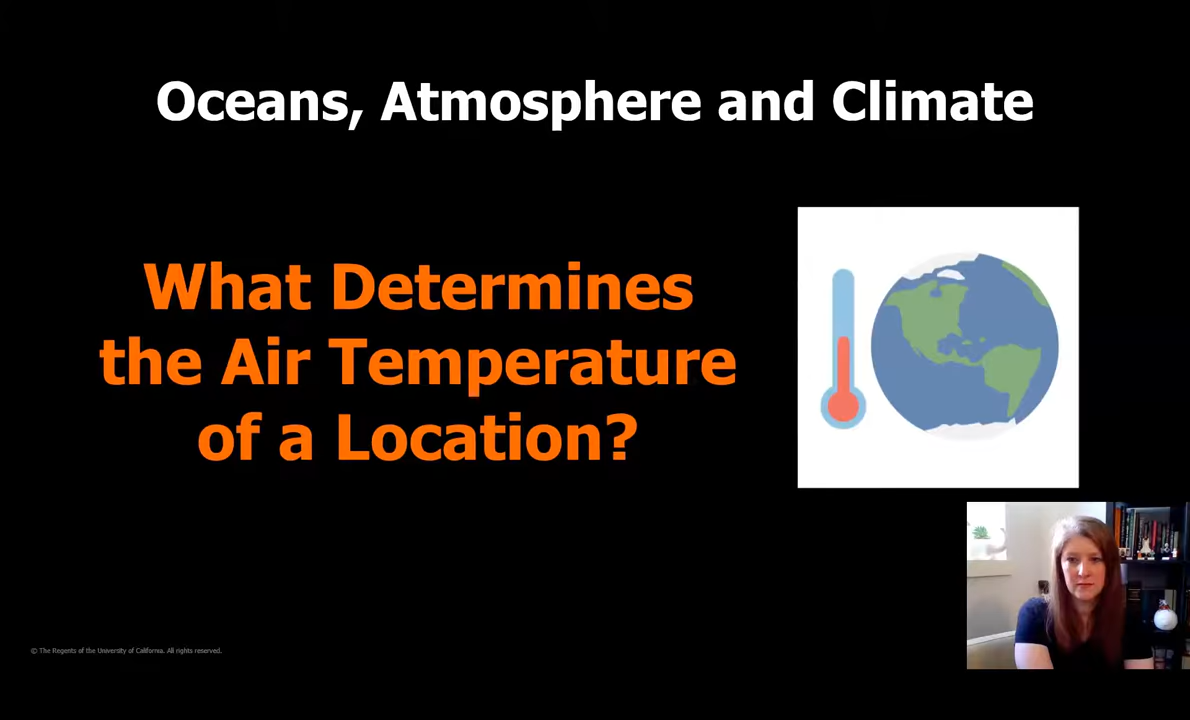 Oceans, Atmosphere and Climate
What Determines
the Air Temperature
of a Location?
© The Regents of the University of California. All rights reserved.